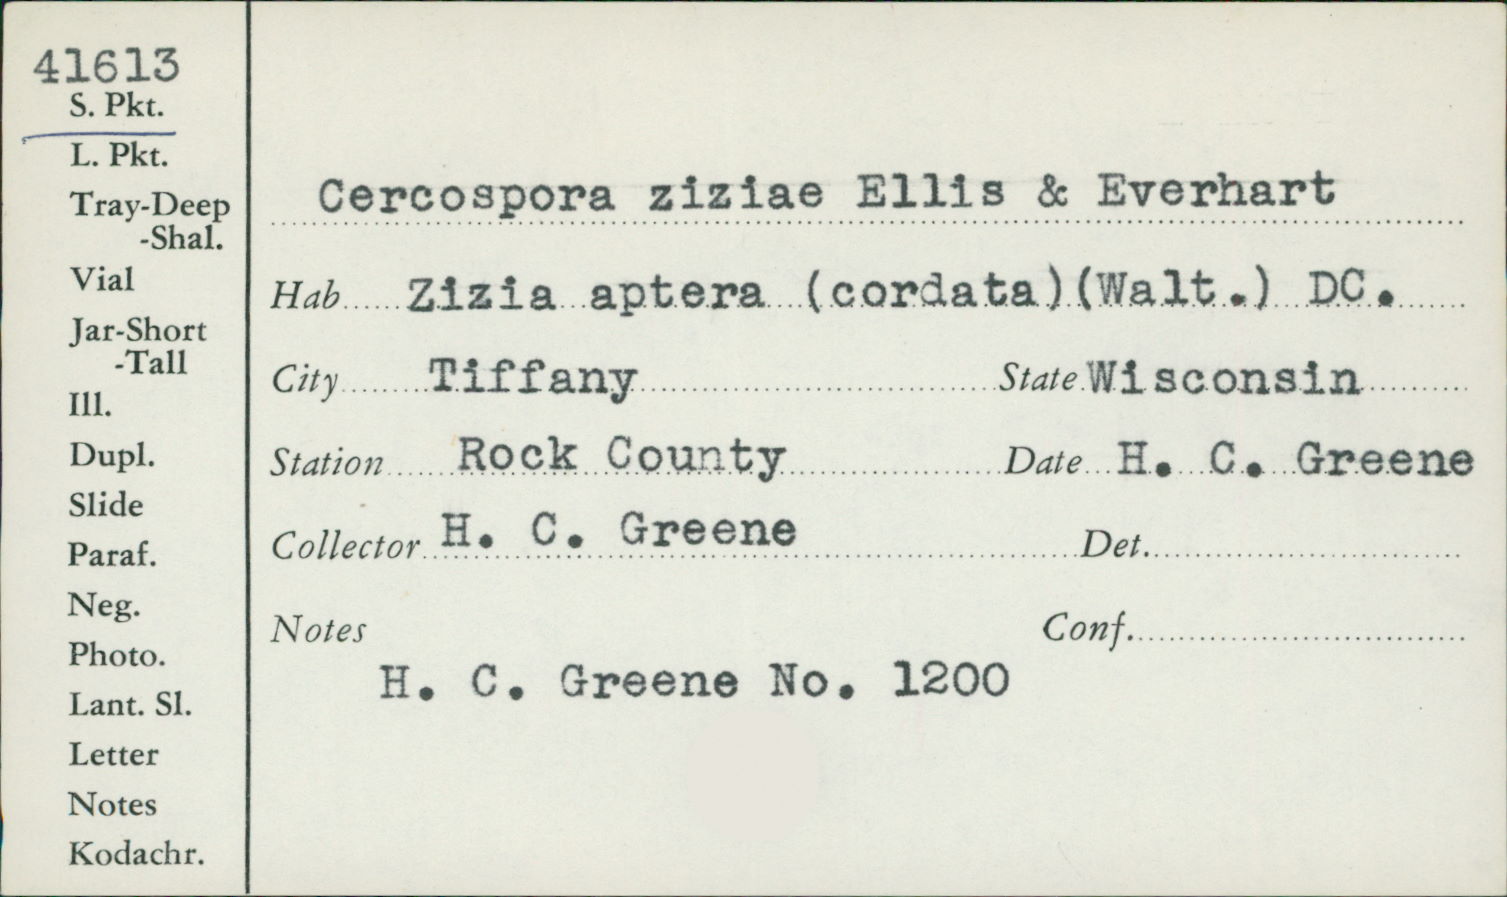 41613
S. Pkt.
L. Pkt.
Tray-Deep
-Shal.
Vial
Jar-Short
-Tall
Ill.
Dupl.
Slide
Paraf.
Neg.
Photo.
Lant. Sl.
Letter
Notes
Kodachr.
Cercospora ziziae Ellis & Everhart
Hab Zizia aptera (cordata)(Walt.) DC.
City Tiffany State Wisconsin
Station Rock County Date H. C. Greene
Collector H. C. Greene Det.
Notes Conf.
H. C. Greene No. 1200